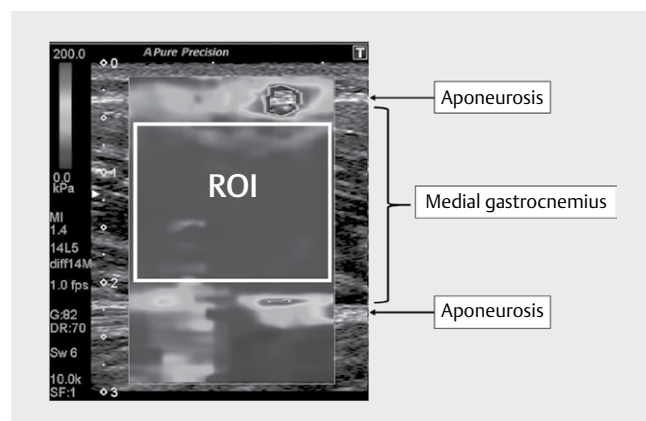 200.0
A Pure Precision
T
0
0.0
kPa
1
MI
1.4
14L5
diff14M
1.0 fps
2
G:82
DR:70
Sw 6
10.0k
SF:1
3
ROI
Aponeurosis
Medial gastrocnemius
Aponeurosis